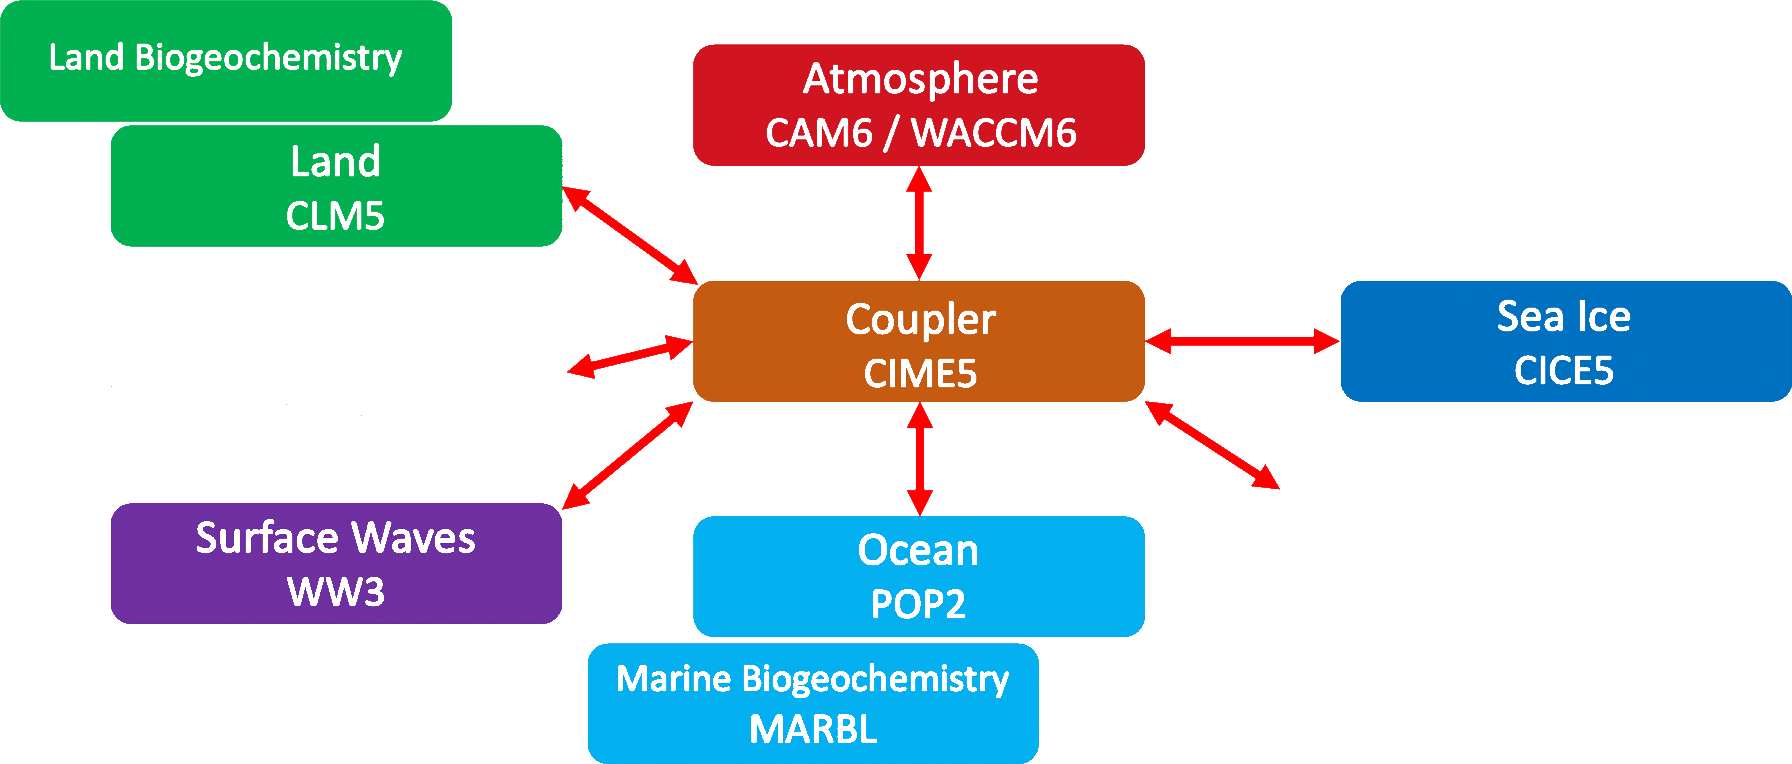 Land Biogeochemistry
Atmosphere
CAM6 / WACCM6
Land
CLM5
Coupler
CIME5
Sea Ice
CICE5
Surface Waves
WW3
Ocean
POP2
Marine Biogeochemistry
MARBL